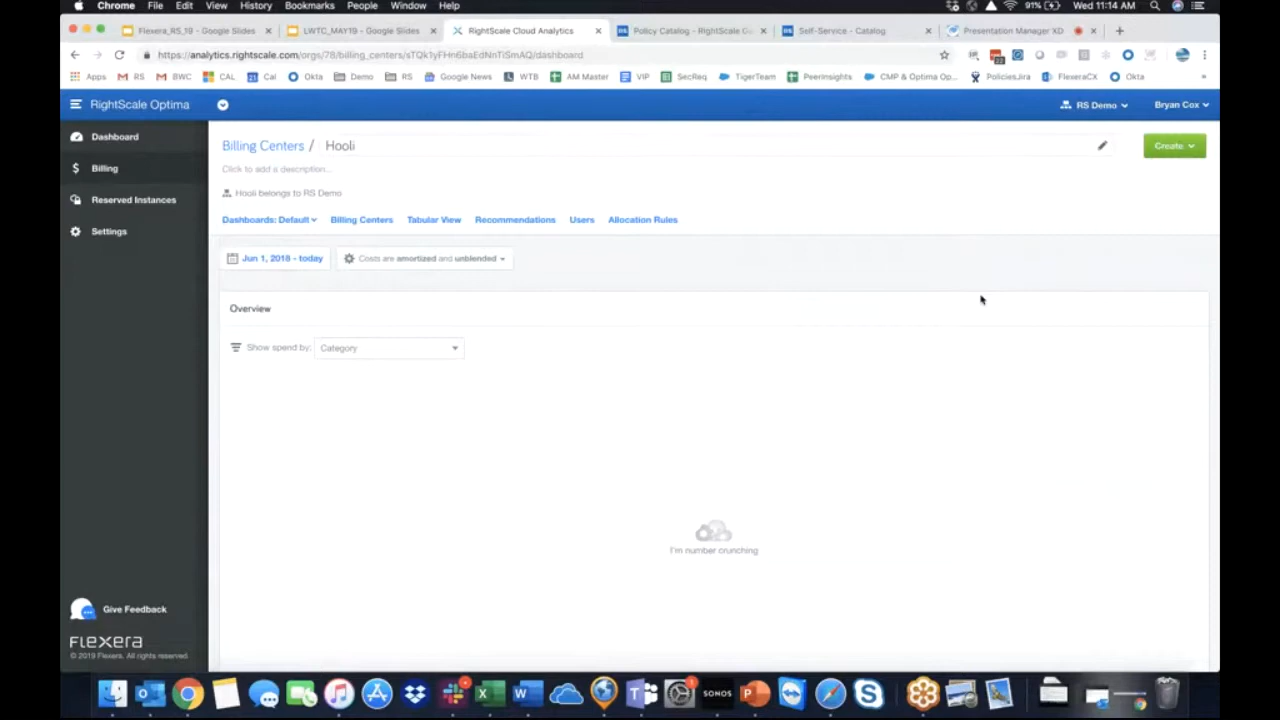 Chrome File Edit View History Bookmarks People Window Help 91% Wed 11:14 AM
Flexera_RS_19 - Google Slides LWTC_MAY19 - Google Slides RightScale Cloud Analytics Policy Catalog - RightScale Go Self-Service - Catalog Presentation Manager XD
https://analytics.rightscale.com/orgs/78/billing_centers/sTQk1yFHn6baEdNnTiSmAQ/dashboard
Apps RS BWC CAL Cal Okta Demo RS Google News WTB AM Master VIP SecReq TigerTeam PeerInsights CMP & Optima Op... PoliciesJira FlexeraCX Okta »
RightScale Optima RS Demo Bryan Cox
Dashboard
Billing
Reserved Instances
Settings
Billing Centers / Hooli Create
Click to add a description...
Hooli belongs to RS Demo
Dashboards: Default Billing Centers Tabular View Recommendations Users Allocation Rules
Jun 1, 2018 - today Costs are amortized and unblended
Overview
Show spend by: Category
I'm number crunching
Give Feedback
FLEXERA
© 2019 Flexera. All rights reserved.
SONOS